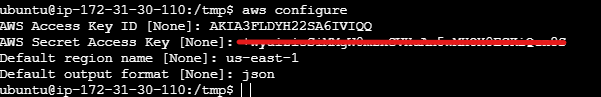 ubuntu@ip-172-31-30-110:/tmp$ aws configure
AWS Access Key ID [None]: AKIA3FLDYH22SA6IVIQQ
AWS Secret Access Key [None]:
Default region name [None]: us-east-1
Default output format [None]: json
ubuntu@ip-172-31-30-110:/tmp$